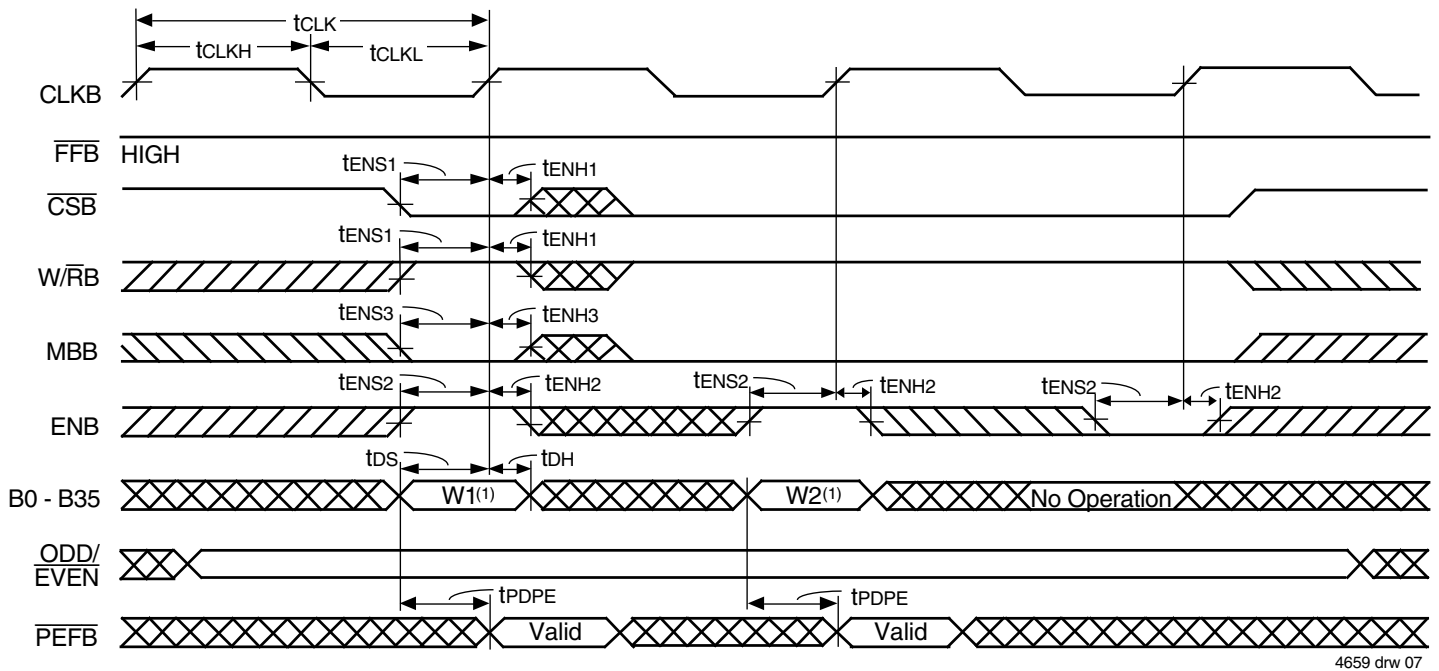 tCLK
tCLKH tCLKL
CLKB
FFB HIGH
tENS1 tENH1
CSB
tENS1 tENH1
W/RB
tENS3 tENH3
MBB
tENS2 tENH2 tENS2 tENH2 tENS2 tENH2
ENB
tDS tDH
B0 - B35 W1(1) W2(1) No Operation
ODD/
EVEN
tPDPE tPDPE
PEFB Valid Valid
4659 drw 07